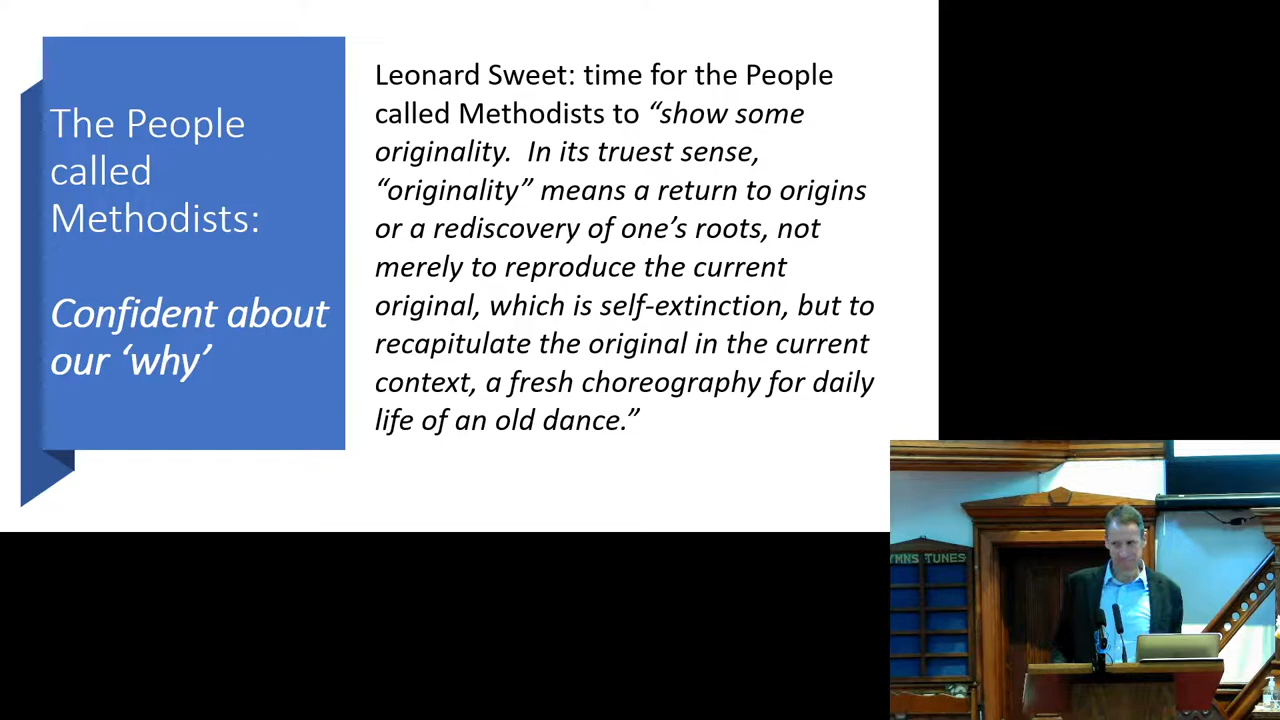 The People
called
Methodists:
Confident about
our ‘why’
Leonard Sweet: time for the People
called Methodists to “show some
originality.  In its truest sense,
“originality” means a return to origins
or a rediscovery of one’s roots, not
merely to reproduce the current
original, which is self-extinction, but to
recapitulate the original in the current
context, a fresh choreography for daily
life of an old dance.”
YMNS TUNES